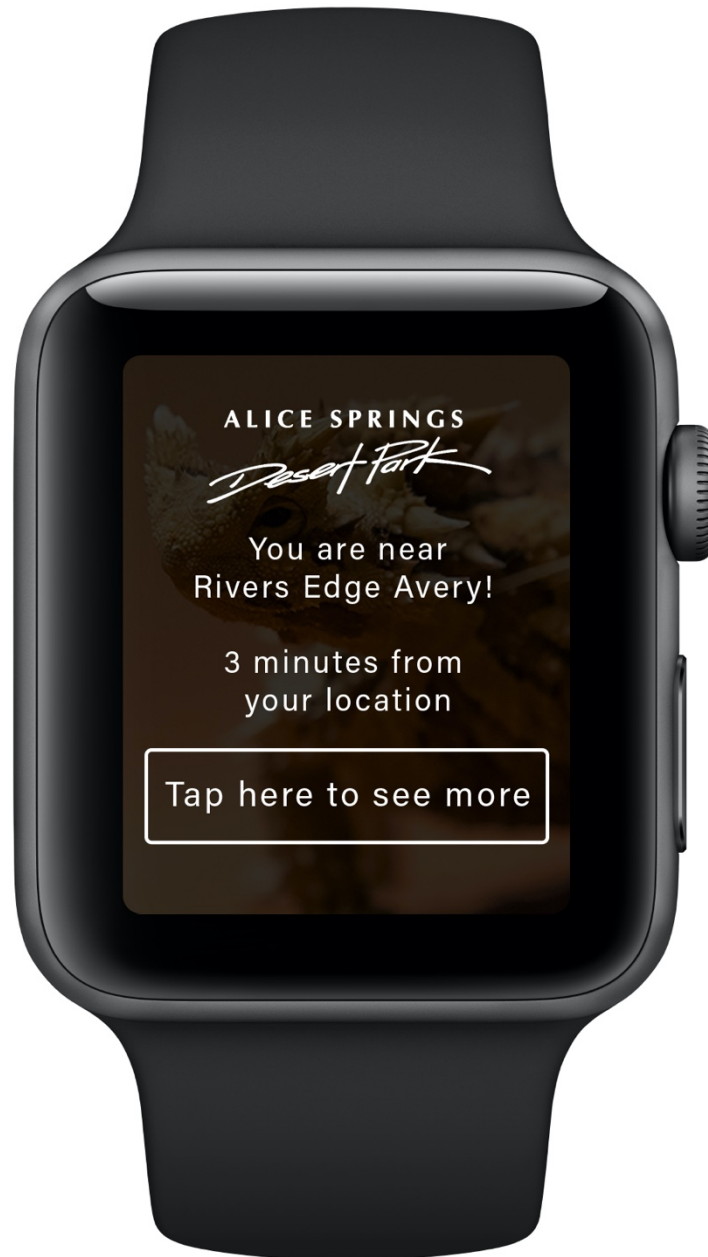 ALICE SPRINGS
Desert Park
You are near
Rivers Edge Avery!
3 minutes from
your location
Tap here to see more